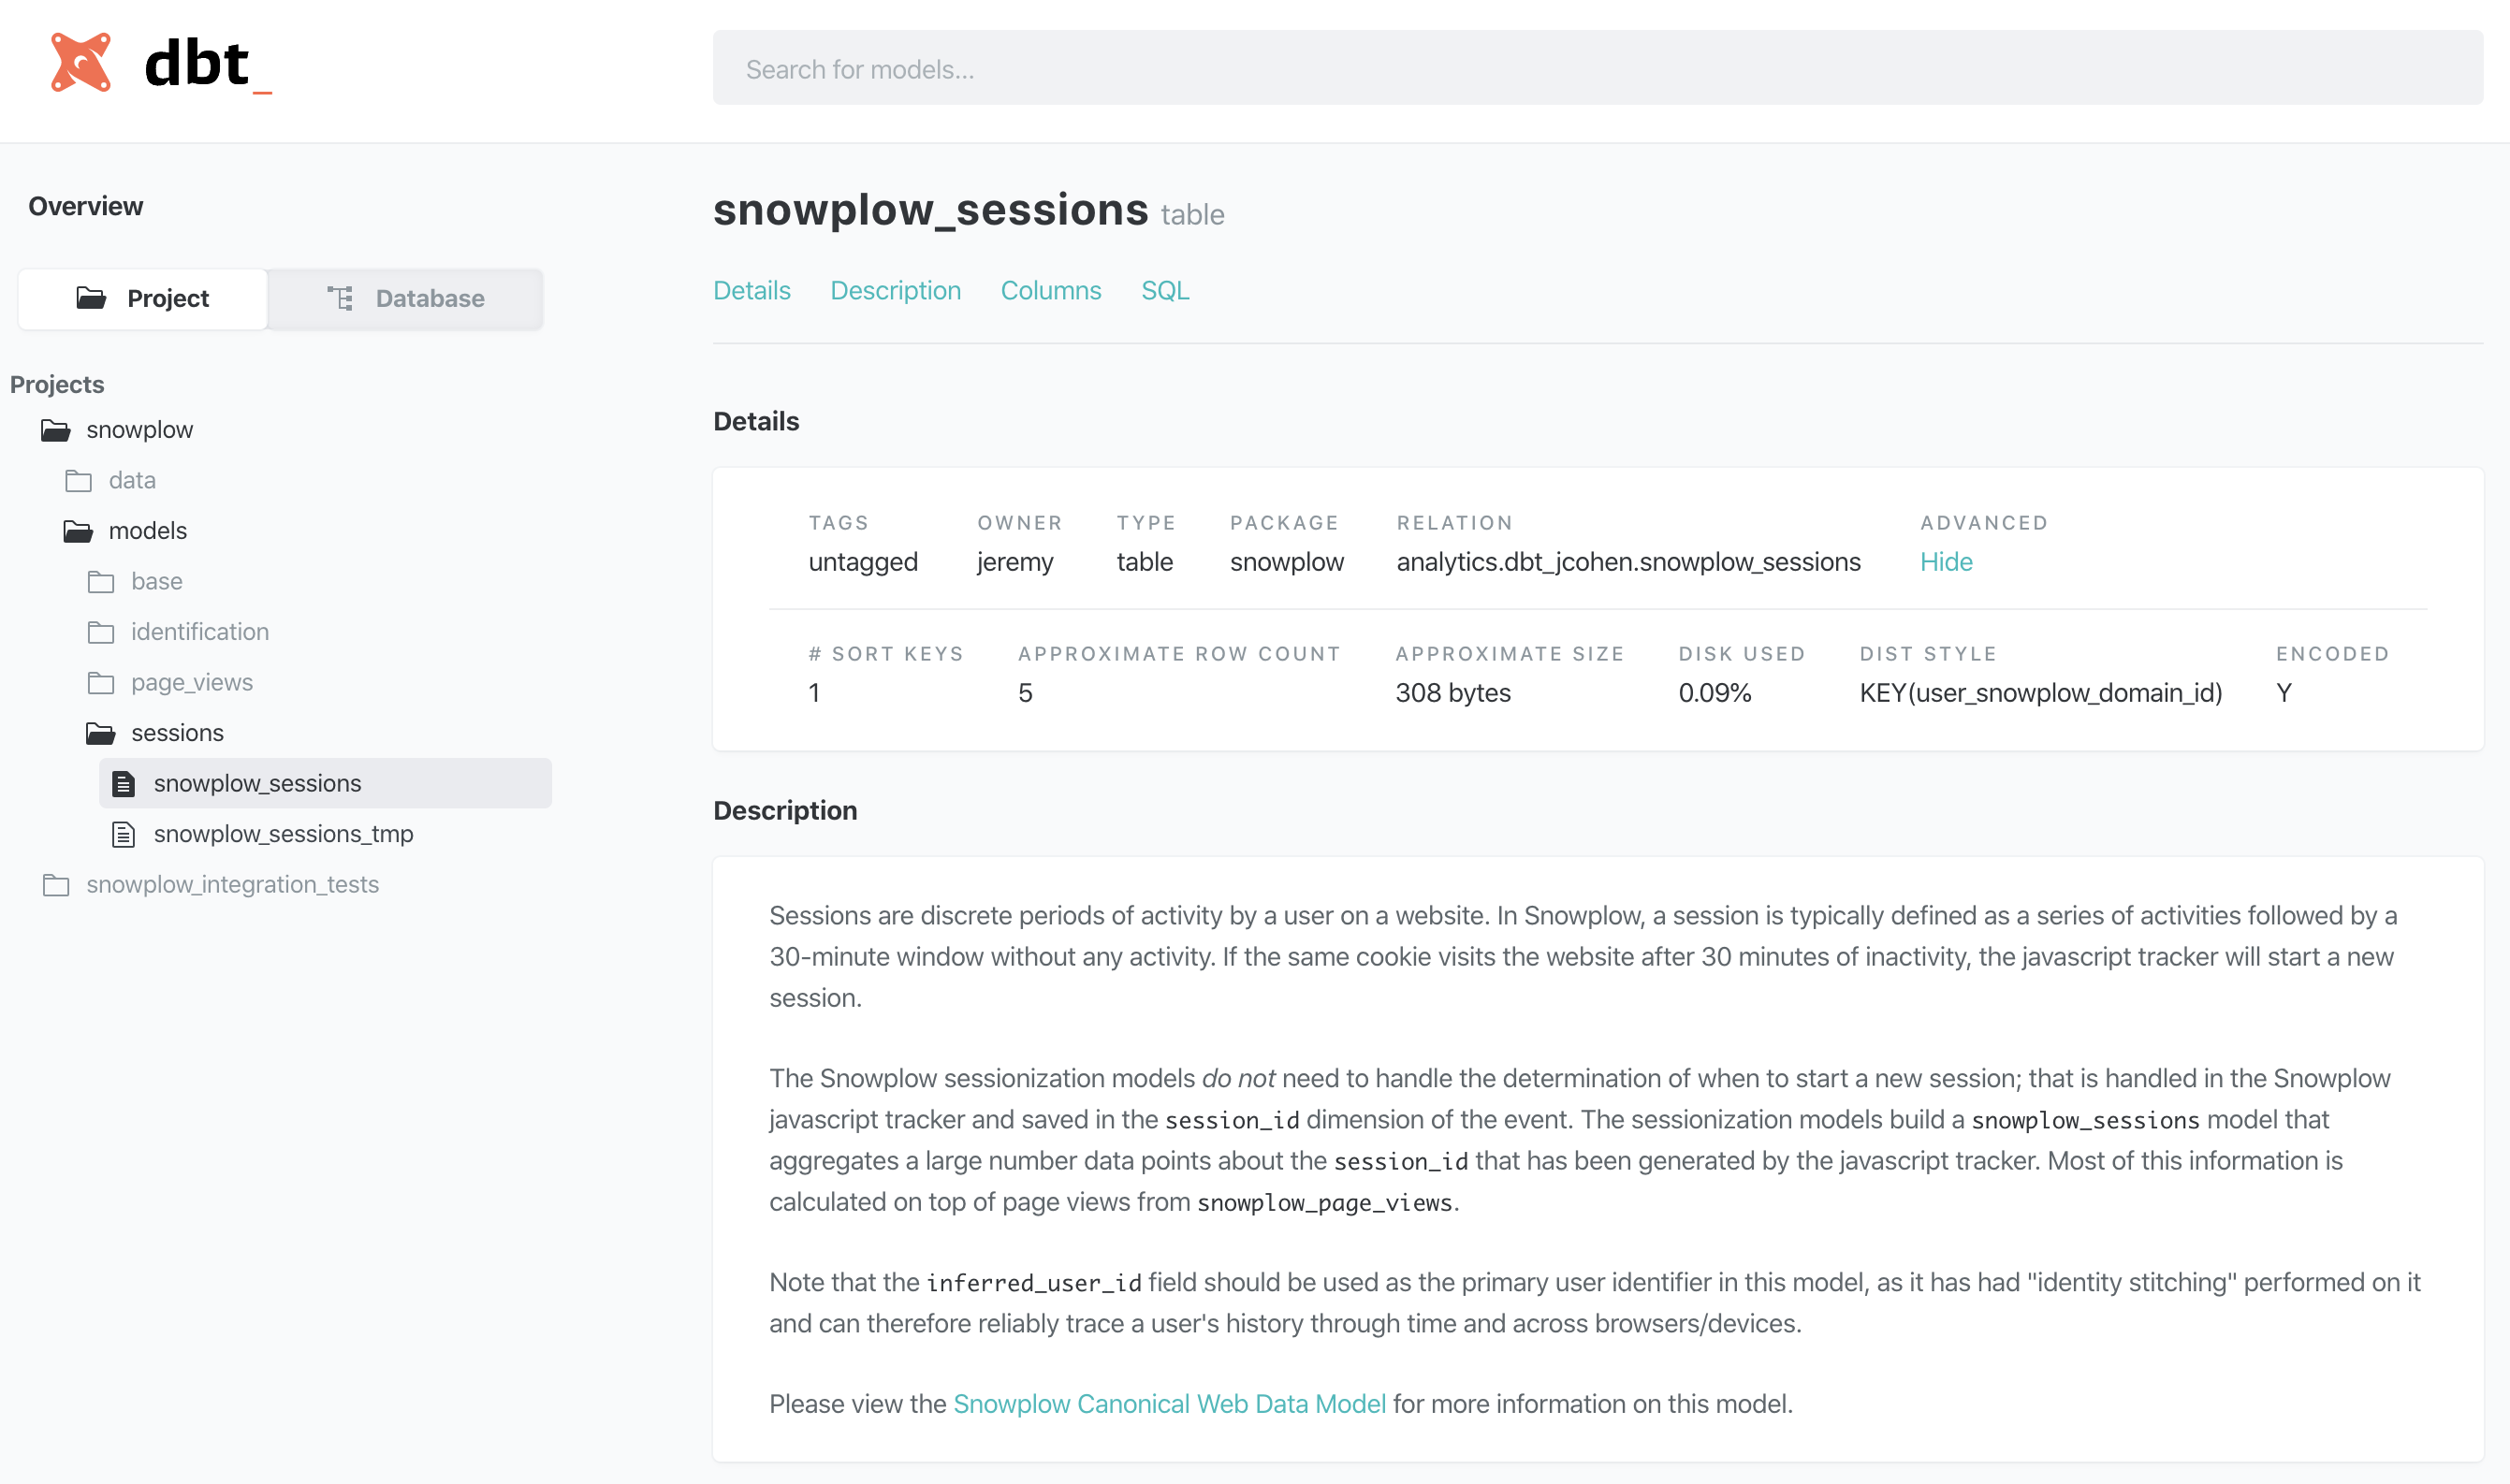 dbt_
Search for models...
Overview
Project
Database
Projects
snowplow
data
models
base
identification
page_views
sessions
snowplow_sessions
snowplow_sessions_tmp
snowplow_integration_tests
snowplow_sessions table
Details Description Columns SQL
Details
TAGS OWNER TYPE PACKAGE RELATION ADVANCED
untagged jeremy table snowplow analytics.dbt_jcohen.snowplow_sessions Hide
# SORT KEYS APPROXIMATE ROW COUNT APPROXIMATE SIZE DISK USED DIST STYLE ENCODED
1 5 308 bytes 0.09% KEY(user_snowplow_domain_id) Y
Description
Sessions are discrete periods of activity by a user on a website. In Snowplow, a session is typically defined as a series of activities followed by a
30-minute window without any activity. If the same cookie visits the website after 30 minutes of inactivity, the javascript tracker will start a new
session.
The Snowplow sessionization models do not need to handle the determination of when to start a new session; that is handled in the Snowplow
javascript tracker and saved in the session_id dimension of the event. The sessionization models build a snowplow_sessions model that
aggregates a large number data points about the session_id that has been generated by the javascript tracker. Most of this information is
calculated on top of page views from snowplow_page_views.
Note that the inferred_user_id field should be used as the primary user identifier in this model, as it has had "identity stitching" performed on it
and can therefore reliably trace a user's history through time and across browsers/devices.
Please view the Snowplow Canonical Web Data Model for more information on this model.